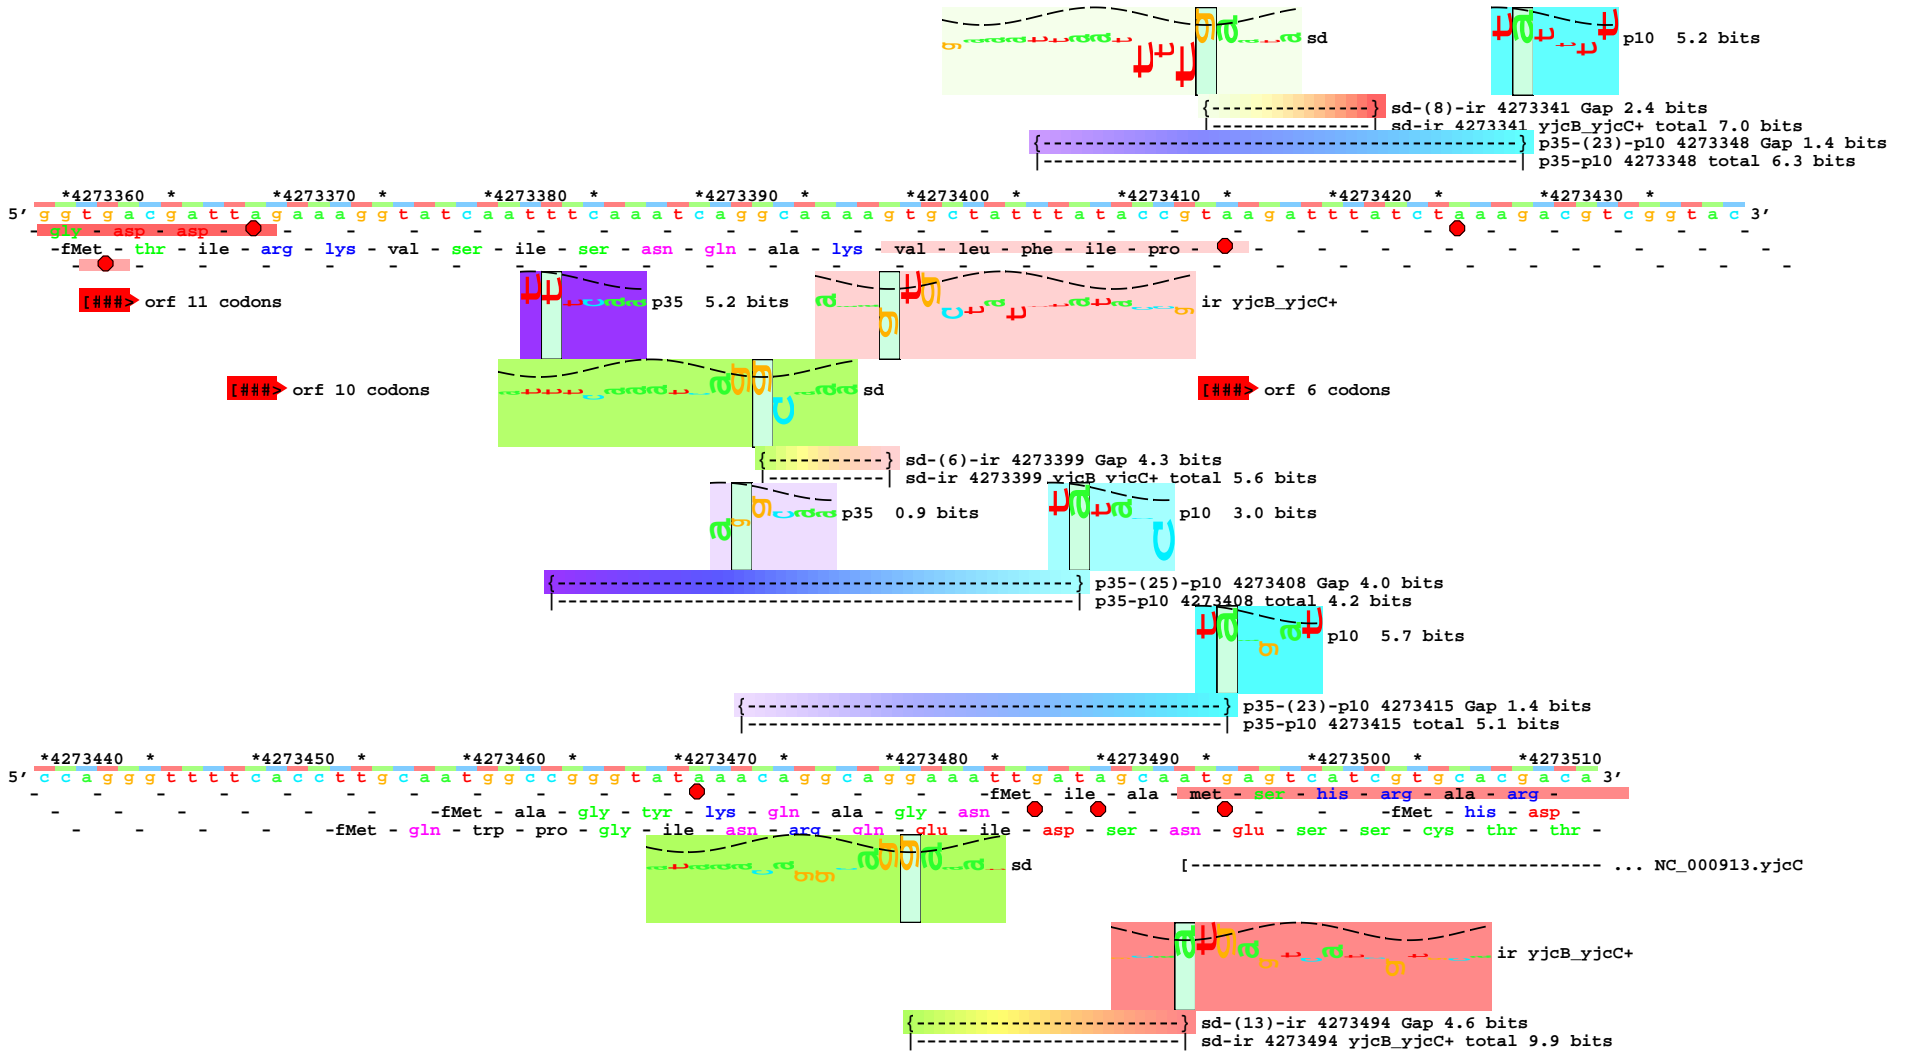 sd
p10 5.2 bits
{---------------} sd-(8)-ir 4273341 Gap 2.4 bits
|---------------| sd-ir 4273341 yjcB_yjcC+ total 7.0 bits
{---------------------------------------------} p35-(23)-p10 4273348 Gap 1.4 bits
|---------------------------------------------| p35-p10 4273348 total 6.3 bits
*4273360 * *4273370 * *4273380 * *4273390 * *4273400 * *4273410 * *4273420 * *4273430 *
5' g g t g a c g a t t a g a a a g g t a t c a a t t t c a a a t c a g g c a a a a g t g c t a t t t a t a c c g t a a g a t t t a t c t a a a g a c g t c g g t a c 3'
- gly - asp - asp - - - - - - - - - - - - - - - - - - - - - - -
-fMet - thr - ile - arg - lys - val - ser - ile - ser - asn - gln - ala - lys - val - leu - phe - ile - pro - - - - - - - - -
- - - - - - - - - - - - - - - - - - - - - - - - - - -
[###> orf 11 codons
p35 5.2 bits
ir yjcB_yjcC+
[###> orf 10 codons
sd
[###> orf 6 codons
{-----------} sd-(6)-ir 4273399 Gap 4.3 bits
|-----------| sd-ir 4273399 yjcB_yjcC+ total 5.6 bits
p35 0.9 bits
p10 3.0 bits
{-------------------------------------------------} p35-(25)-p10 4273408 Gap 4.0 bits
|-------------------------------------------------| p35-p10 4273408 total 4.2 bits
p10 5.7 bits
{---------------------------------------------} p35-(23)-p10 4273415 Gap 1.4 bits
|---------------------------------------------| p35-p10 4273415 total 5.1 bits
*4273440 * *4273450 * *4273460 * *4273470 * *4273480 * *4273490 * *4273500 * *4273510
5' c c a g g g t t t t c a c c t t g c a a t g g c c g g g t a t a a a c a g g c a g g a a a t t g a t a g c a a t g a g t c a t c g t g c a c g a c a 3'
- - - - - - - - - - - - - - -fMet - ile - ala - met - ser - his - arg - ala - arg -
- - - - - - -fMet - ala - gly - tyr - lys - gln - ala - gly - asn - - - - -fMet - his - asp -
- - - - -fMet - gln - trp - pro - gly - ile - asn - arg - gln - glu - ile - asp - ser - asn - glu - ser - ser - cys - thr - thr -
sd
[--------------------------------------- ... NC_000913.yjcC
ir yjcB_yjcC+
{-------------------------} sd-(13)-ir 4273494 Gap 4.6 bits
|-------------------------| sd-ir 4273494 yjcB_yjcC+ total 9.9 bits